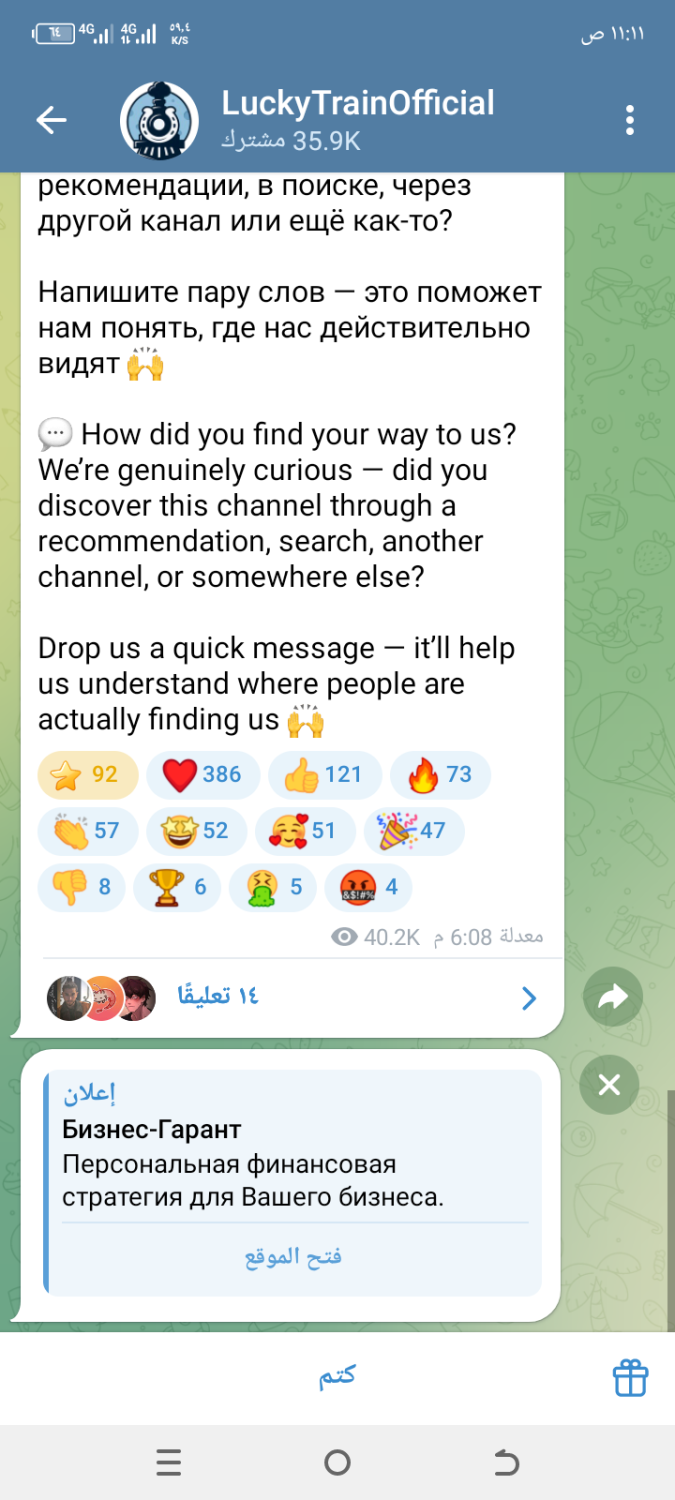 ٦٤ 4G 4G ٥٩,٤ K/S ١١:١١ ص
LuckyTrainOfficial
35.9K مشترك
рекомендации, в поиске, через
другой канал или ещё как-то?
Напишите пару слов — это поможет
нам понять, где нас действительно
видят 🙌
💬 How did you find your way to us?
We’re genuinely curious — did you
discover this channel through a
recommendation, search, another
channel, or somewhere else?
Drop us a quick message — it’ll help
us understand where people are
actually finding us 🙌
⭐ 92 ❤️ 386 👍 121 🔥 73
👏 57 🤩 52 🥰 51 🎉 47
👎 8 🏆 6 🤮 5 🤬 4
40.2K معدلة 6:08 م
١٤ تعليقًا
إعلان
Бизнес-Гарант
Персональная финансовая
стратегия для Вашего бизнеса.
فتح الموقع
كتم